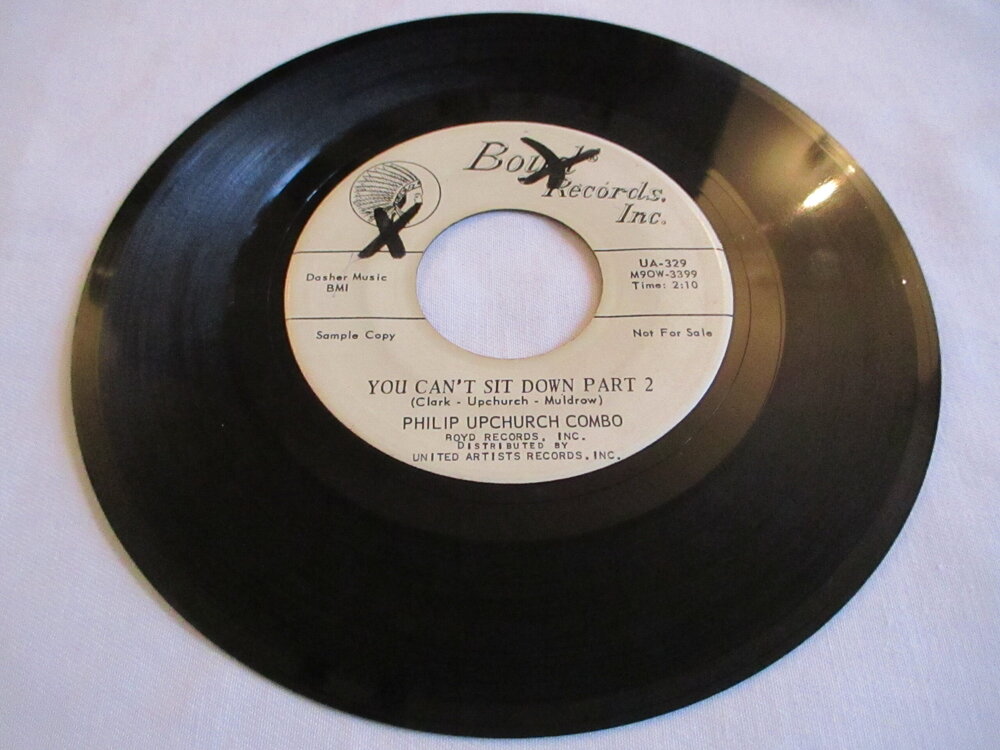 Boyd's
Records.
Inc.
UA-329
M9OW-3399
Time: 2:10
Dasher Music
BMI
Sample Copy
Not For Sale
YOU CAN'T SIT DOWN PART 2
(Clark - Upchurch - Muldrow)
PHILIP UPCHURCH COMBO
BOYD RECORDS, INC.
DISTRIBUTED BY
UNITED ARTISTS RECORDS, INC.